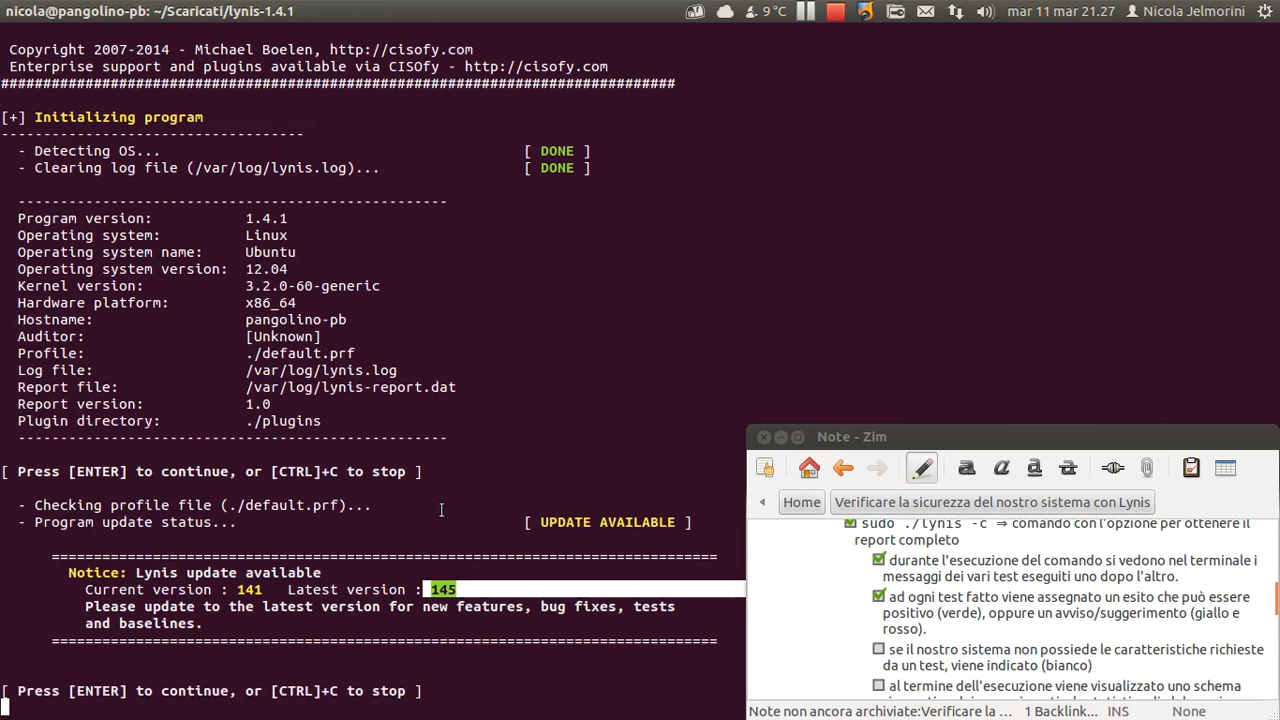 nicola@pangolino-pb: ~/Scaricati/lynis-1.4.1
9 °C
mar 11 mar 21.27
Nicola Jelmorini
Copyright 2007-2014 - Michael Boelen, http://cisofy.com
Enterprise support and plugins available via CISOfy - http://cisofy.com
################################################################################
[+] Initializing program
------------------------------------
- Detecting OS... [ DONE ]
- Clearing log file (/var/log/lynis.log)... [ DONE ]
---------------------------------------------------
Program version: 1.4.1
Operating system: Linux
Operating system name: Ubuntu
Operating system version: 12.04
Kernel version: 3.2.0-60-generic
Hardware platform: x86_64
Hostname: pangolino-pb
Auditor: [Unknown]
Profile: ./default.prf
Log file: /var/log/lynis.log
Report file: /var/log/lynis-report.dat
Report version: 1.0
Plugin directory: ./plugins
---------------------------------------------------
[ Press [ENTER] to continue, or [CTRL]+C to stop ]
- Checking profile file (./default.prf)...
- Program update status... [ UPDATE AVAILABLE ]
===============================================================================
Notice: Lynis update available
Current version : 141 Latest version : 145
Please update to the latest version for new features, bug fixes, tests
and baselines.
===============================================================================
[ Press [ENTER] to continue, or [CTRL]+C to stop ]
Note - Zim
Home
Verificare la sicurezza del nostro sistema con Lynis
sudo ./lynis -c ⇒ comando con l'opzione per ottenere il
report completo
durante l'esecuzione del comando si vedono nel terminale i
messaggi dei vari test eseguiti uno dopo l'altro.
ad ogni test fatto viene assegnato un esito che può essere
positivo (verde), oppure un avviso/suggerimento (giallo e
rosso).
se il nostro sistema non possiede le caratteristiche richieste
da un test, viene indicato (bianco)
al termine dell'esecuzione viene visualizzato uno schema
Note non ancora archiviate:Verificare la ...
1 Backlink...
INS
None